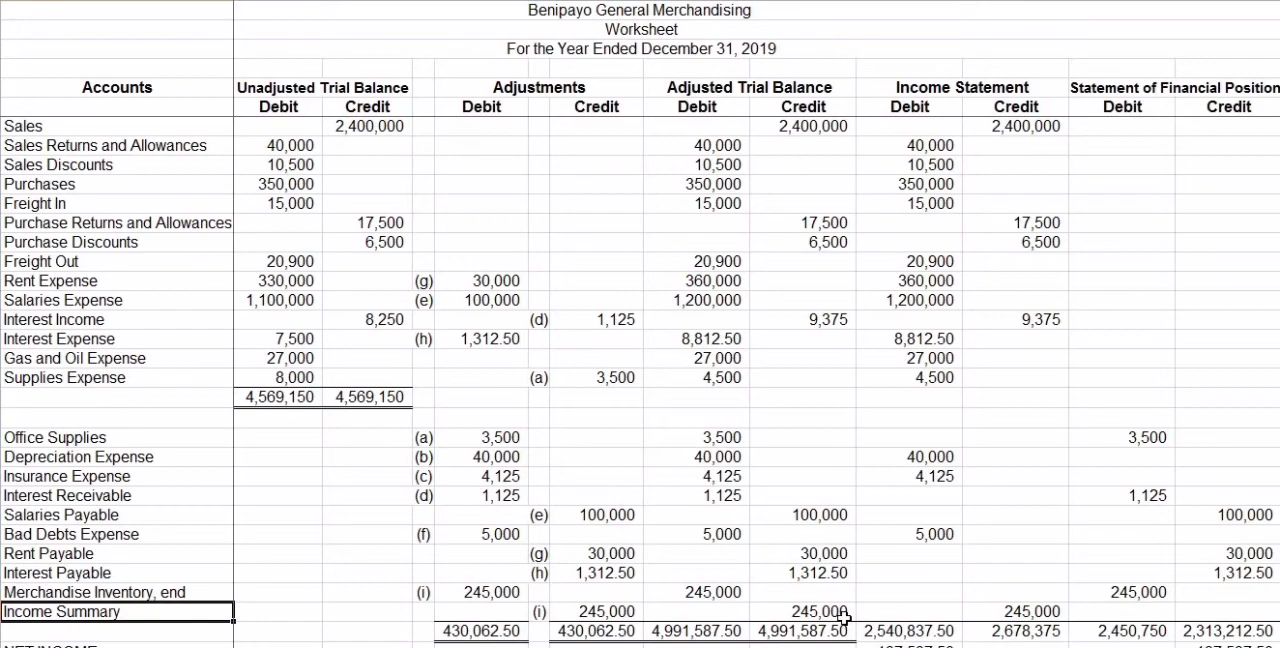 Benipayo General Merchandising
Worksheet
For the Year Ended December 31, 2019
Accounts Unadjusted Trial Balance Adjustments Adjusted Trial Balance Income Statement Statement of Financial Position
Debit Credit Debit Credit Debit Credit Debit Credit Debit Credit
Sales 2,400,000 2,400,000 2,400,000
Sales Returns and Allowances 40,000 40,000 40,000
Sales Discounts 10,500 10,500 10,500
Purchases 350,000 350,000 350,000
Freight In 15,000 15,000 15,000
Purchase Returns and Allowances 17,500 17,500 17,500
Purchase Discounts 6,500 6,500 6,500
Freight Out 20,900 20,900 20,900
Rent Expense 330,000 (g) 30,000 360,000 360,000
Salaries Expense 1,100,000 (e) 100,000 1,200,000 1,200,000
Interest Income 8,250 (d) 1,125 9,375 9,375
Interest Expense 7,500 (h) 1,312.50 8,812.50 8,812.50
Gas and Oil Expense 27,000 27,000 27,000
Supplies Expense 8,000 (a) 3,500 4,500 4,500
4,569,150 4,569,150
Office Supplies (a) 3,500 3,500 3,500
Depreciation Expense (b) 40,000 40,000 40,000
Insurance Expense (c) 4,125 4,125 4,125
Interest Receivable (d) 1,125 1,125 1,125
Salaries Payable (e) 100,000 100,000 100,000
Bad Debts Expense (f) 5,000 5,000 5,000
Rent Payable (g) 30,000 30,000 30,000
Interest Payable (h) 1,312.50 1,312.50 1,312.50
Merchandise Inventory, end (i) 245,000 245,000 245,000
Income Summary (i) 245,000 245,000 245,000
430,062.50 430,062.50 4,991,587.50 4,991,587.50 2,540,837.50 2,678,375 2,450,750 2,313,212.50